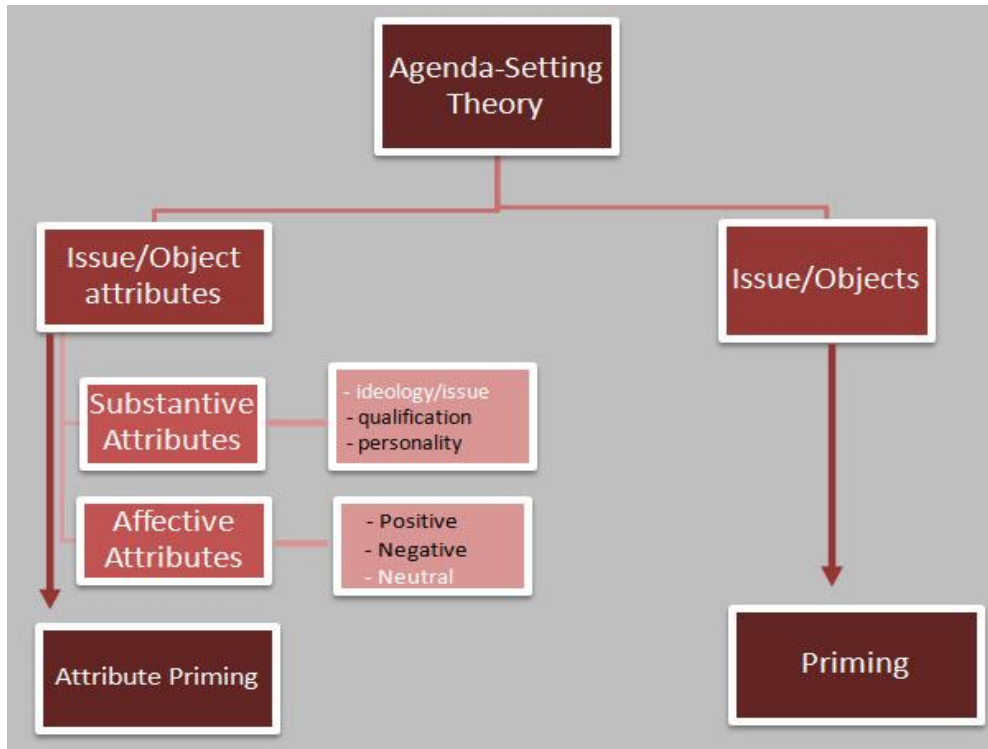 Agenda-Setting
Theory
Issue/Object
attributes
Issue/Objects
Substantive
Attributes
- ideology/issue
- qualification
- personality
Affective
Attributes
- Positive
- Negative
- Neutral
Attribute Priming
Priming